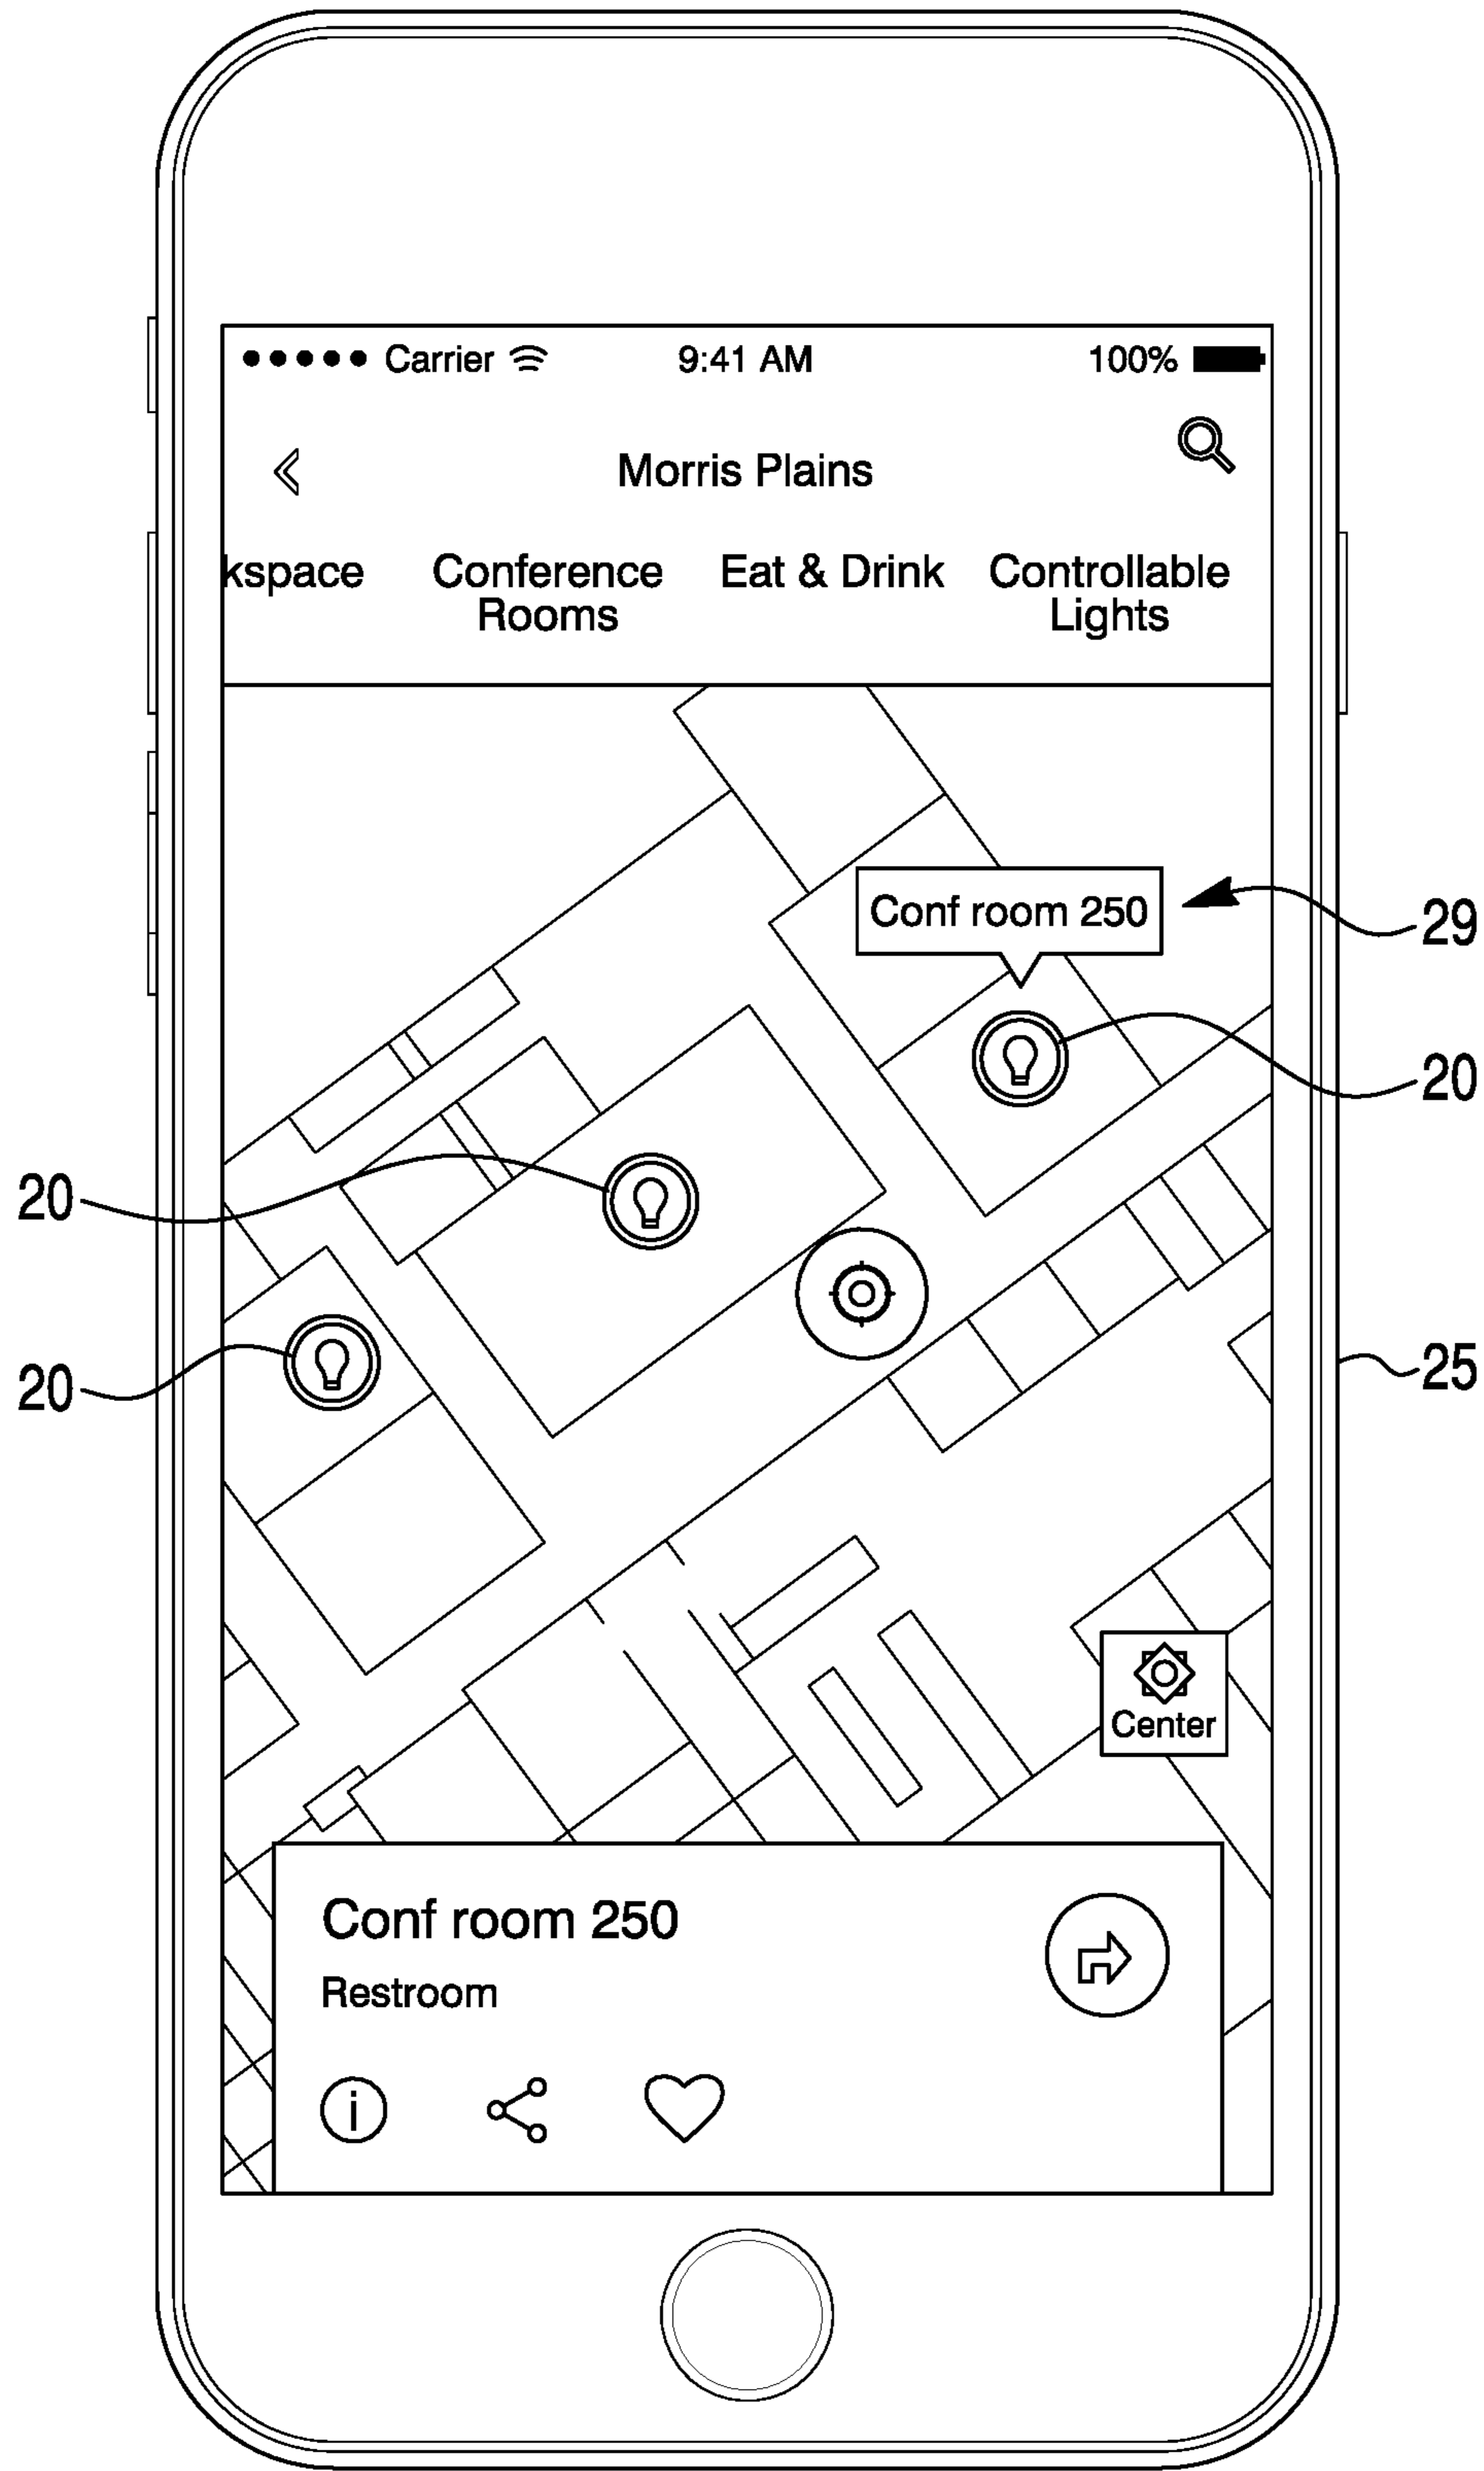 Carrier 9:41 AM 100%
Morris Plains
kspace Conference Eat & Drink Controllable
Rooms Lights
Conf room 250
29
20
20
20
25
Center
Conf room 250
Restroom
i